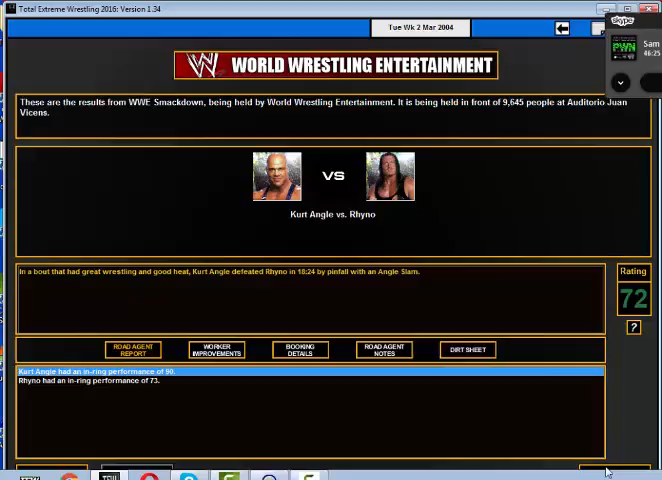 Total Extreme Wrestling 2016: Version 1.34
Tue Wk 2 Mar 2004
skype
PWN
Sam
46:25
W WORLD WRESTLING ENTERTAINMENT
These are the results from WWE Smackdown, being held by World Wrestling Entertainment. It is being held in front of 9,645 people at Auditorio Juan
Vicens.
VS
Kurt Angle vs. Rhyno
In a bout that had great wrestling and good heat, Kurt Angle defeated Rhyno in 18:24 by pinfall with an Angle Slam.
Rating
72
?
ROAD AGENT REPORT
WORKER IMPROVEMENTS
BOOKING DETAILS
ROAD AGENT NOTES
DIRT SHEET
Kurt Angle had an in-ring performance of 90.
Rhyno had an in-ring performance of 73.